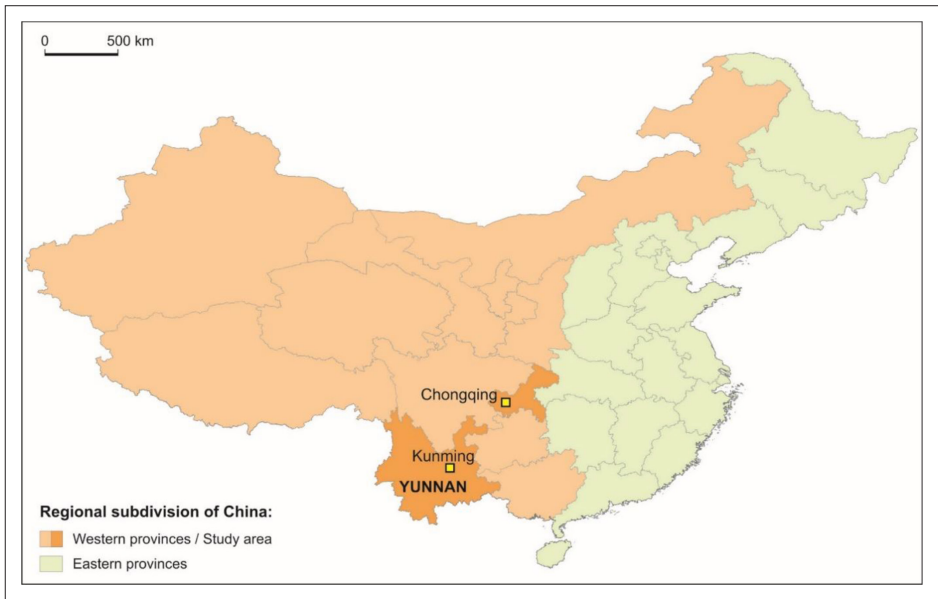 0 500 km
Chongqing
Kunming
YUNNAN
Regional subdivision of China:
Western provinces / Study area
Eastern provinces